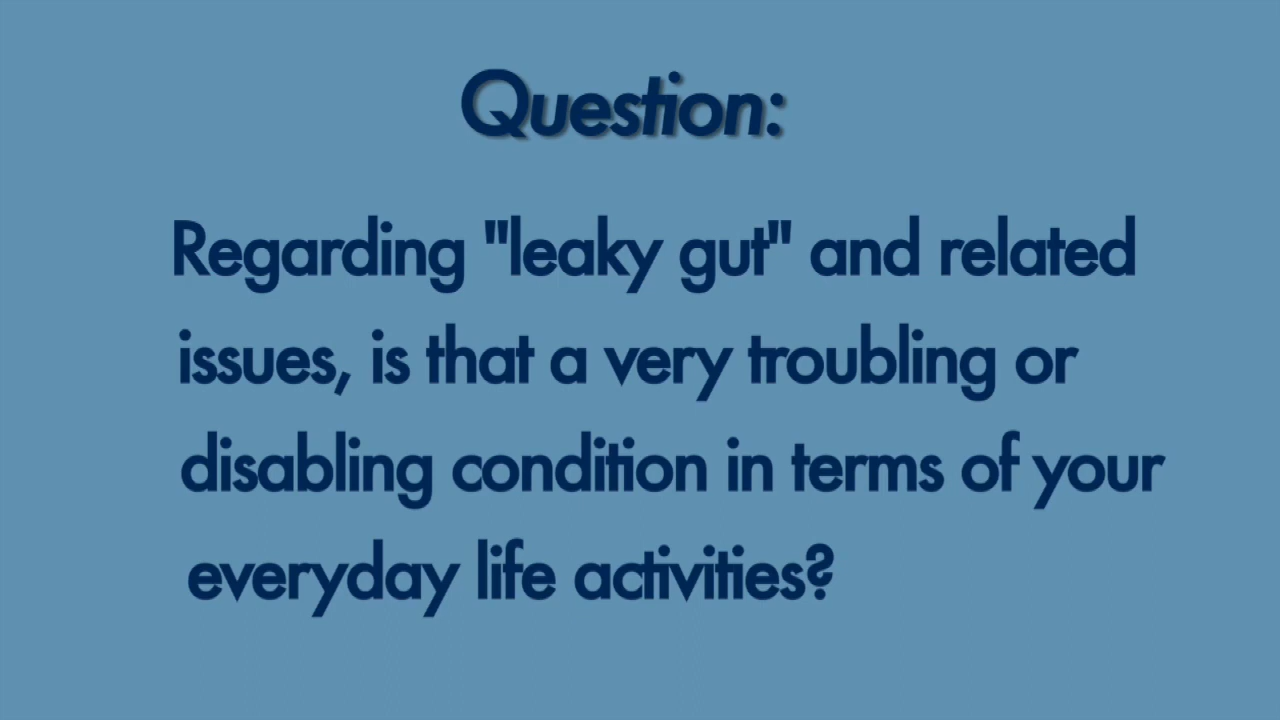 Question:
Regarding "leaky gut" and related
issues, is that a very troubling or
disabling condition in terms of your
everyday life activities?